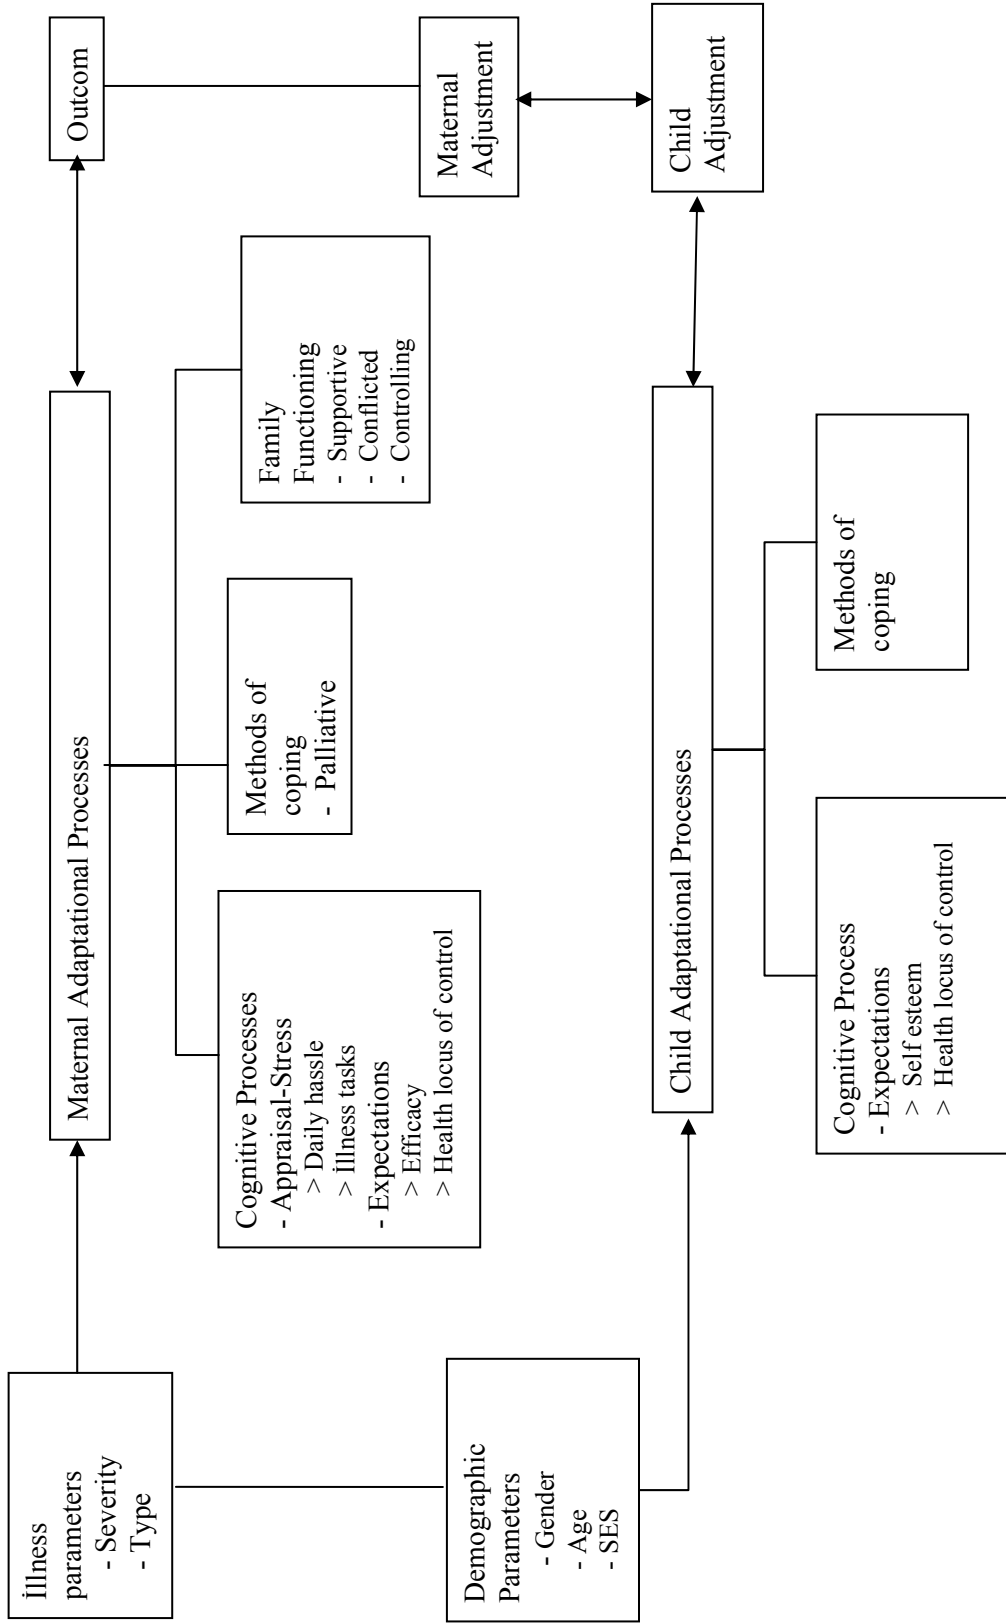 İllness
parameters
- Severity
- Type
Maternal Adaptational Processes
Outcom
Cognitive Processes
- Appraisal-Stress
> Daily hassle
> İllness tasks
- Expectations
> Efficacy
> Health locus of control
Methods of
coping
- Palliative
Family
Functioning
- Supportive
- Conflicted
- Controlling
Maternal
Adjustment
Demographic
Parameters
- Gender
- Age
- SES
Child Adaptational Processes
Child
Adjustment
Cognitive Process
- Expectations
> Self esteem
> Health locus of control
Methods of
coping